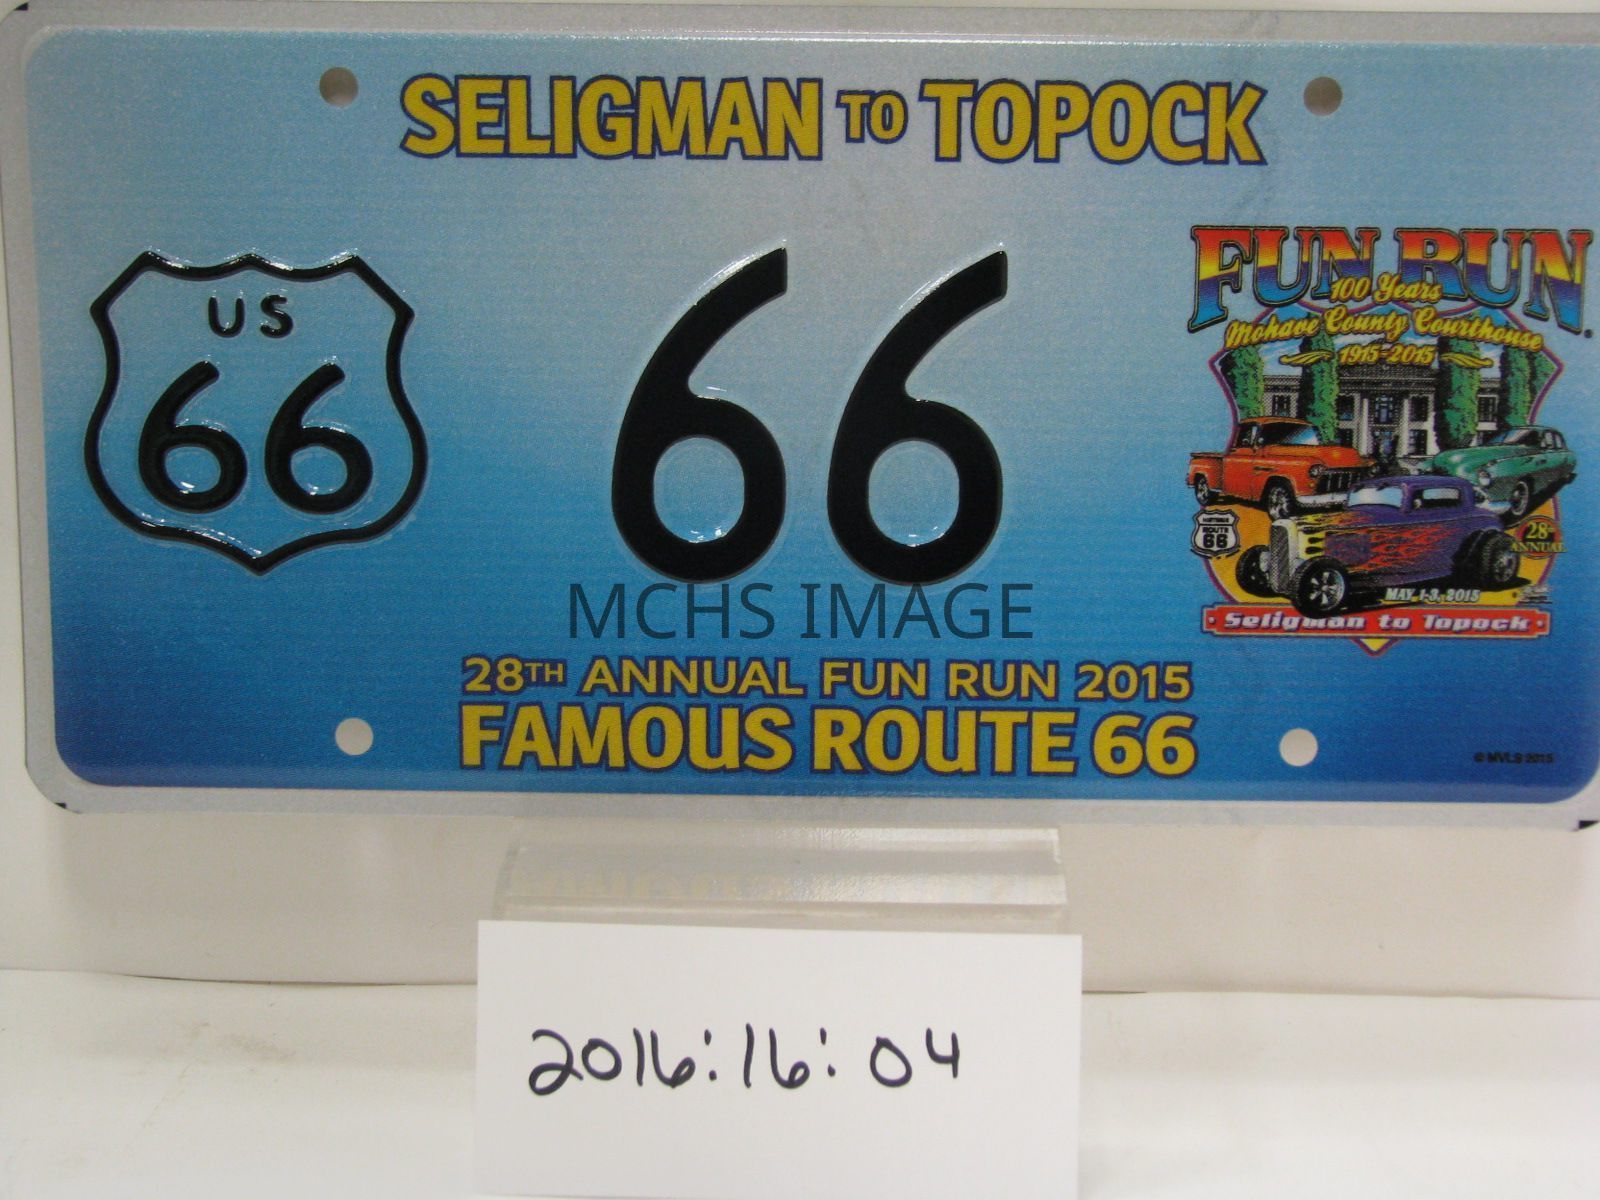 SELIGMAN TO TOPOCK
US
66
66
FUN RUN
100 Years
Mohave County Courthouse
1915-2015
ROUTE
66
28th
ANNUAL
MAY 1-3, 2015
Seligman to Topock
MCHS IMAGE
28TH ANNUAL FUN RUN 2015
FAMOUS ROUTE 66
© MVLS 2015
2016:16:04